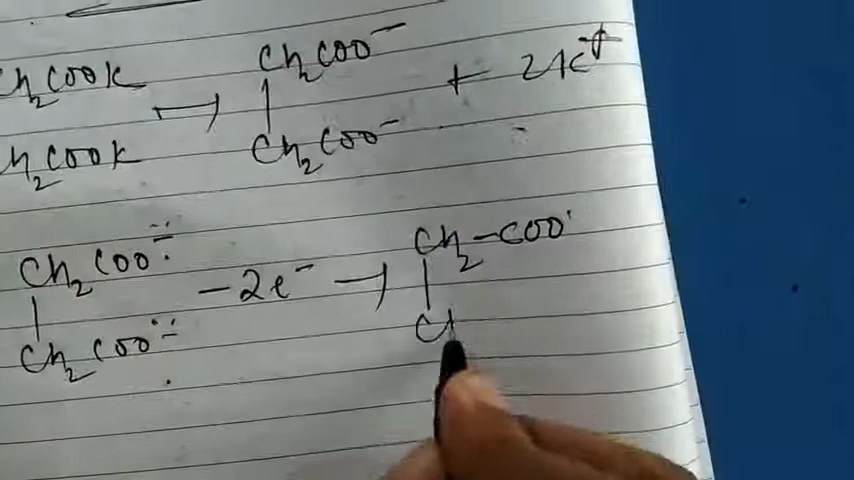 CH₂COOK → CH₂COO⁻ + 2K⁺
|
CH₂COOK CH₂COO⁻
CH₂COO⁻ - 2e⁻ → CH₂-COO·
| |
CH₂COO⁻ CH